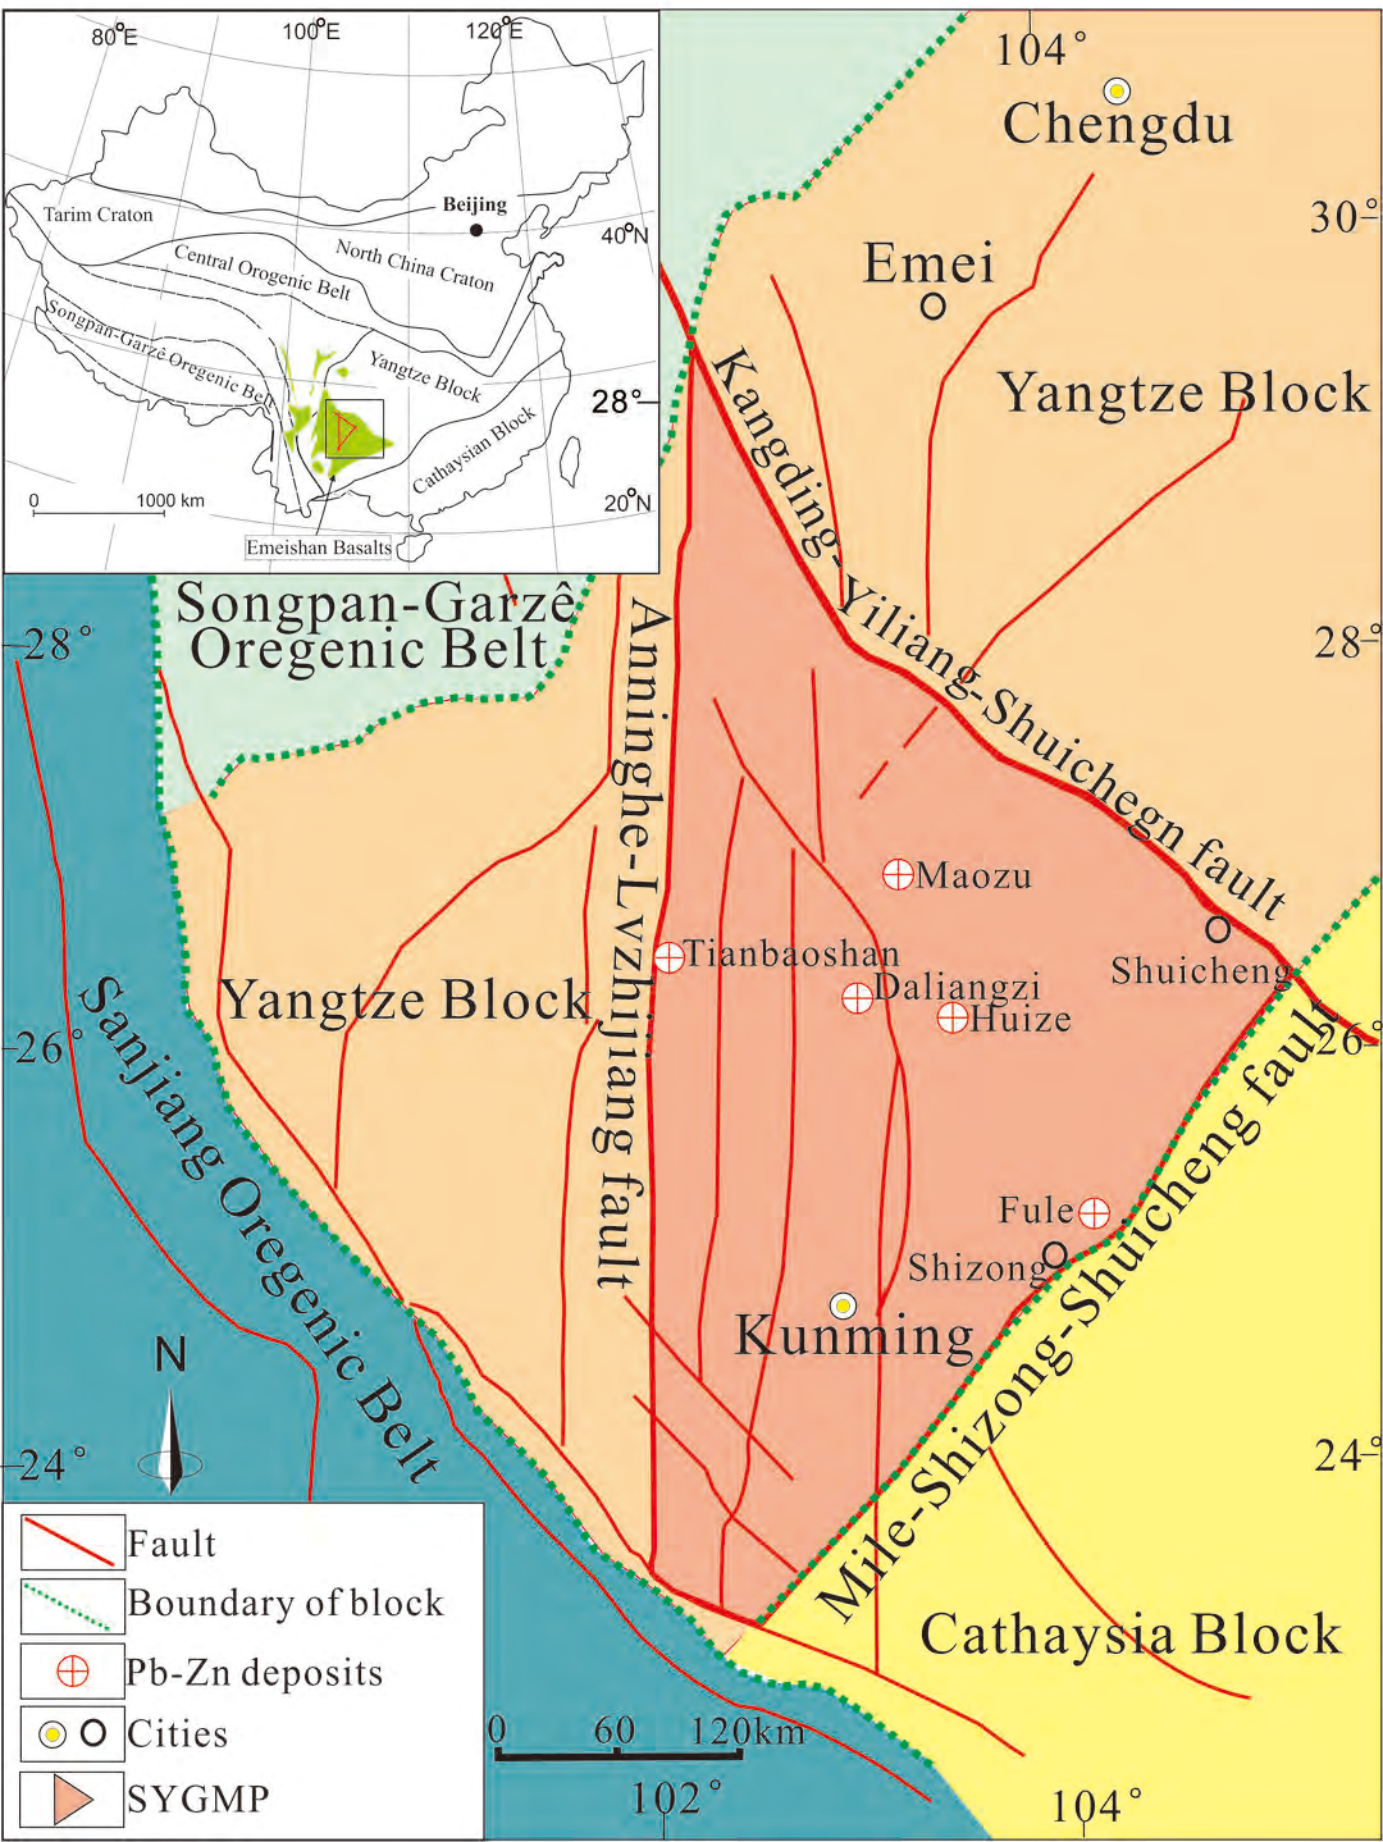 80°E
100°E
120°E
Tarim Craton
Beijing
40°N
Central Orogenic Belt
North China Craton
Songpan-Garzê Oregenic Belt
Yangtze Block
28°
Cathaysian Block
0
1000 km
20°N
Emeishan Basalts
104°
Chengdu
30°
Emei
Yangtze Block
Kangding-Yiliang-Shuichegn fault
Songpan-Garzê
Oregenic Belt
28°
28°
Anninghe-Lvzhijiang fault
Maozu
Tianbaoshan
Shuicheng
Daliangzi
Huize
Yangtze Block
26°
26°
Sanjiang Oregenic Belt
Mile-Shizong-Shuicheng fault
Fule
Shizong
Kunming
N
24°
24°
Cathaysia Block
Fault
Boundary of block
Pb-Zn deposits
Cities
SYGMP
0
60
120km
102°
104°